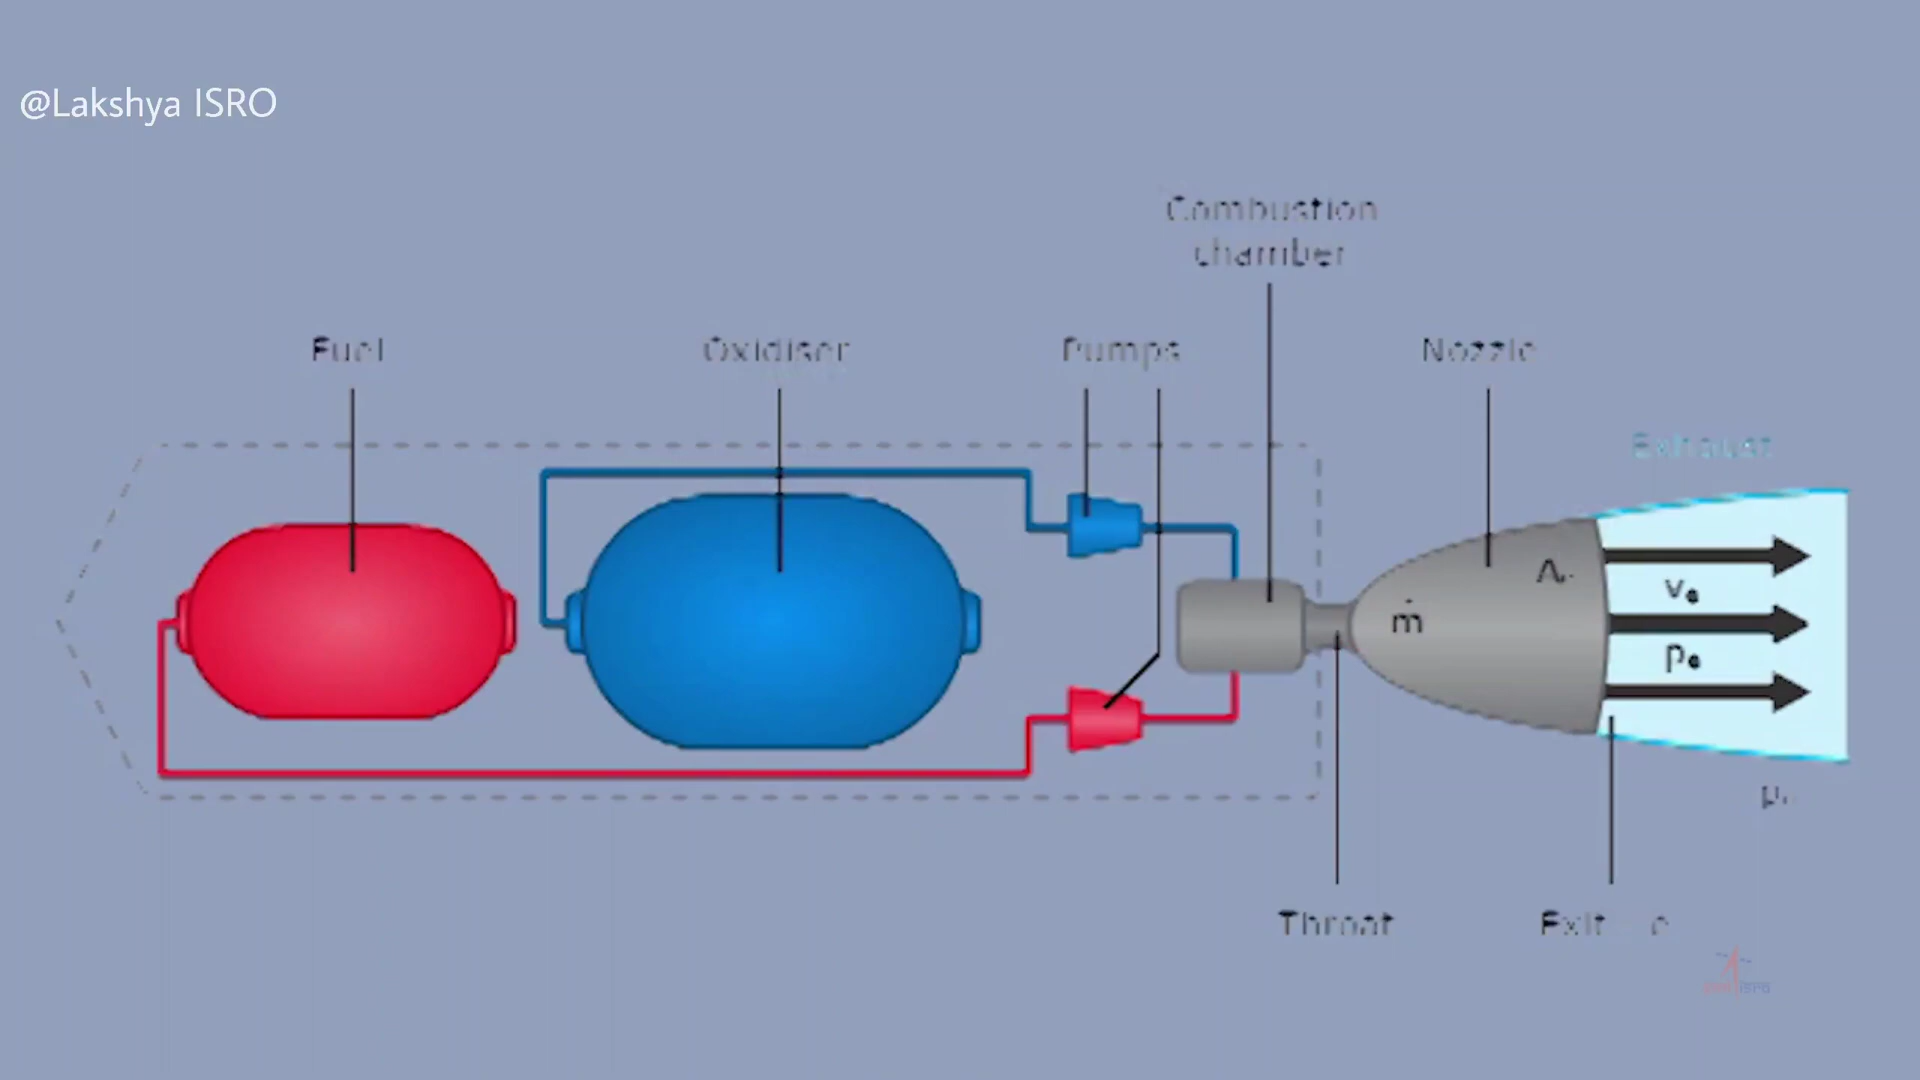 @Lakshya ISRO
Combustion
chamber
Fuel
Oxidiser
Pumps
Nozzle
Exhaust
ṁ
vₑ
pₑ
Throat
Exit